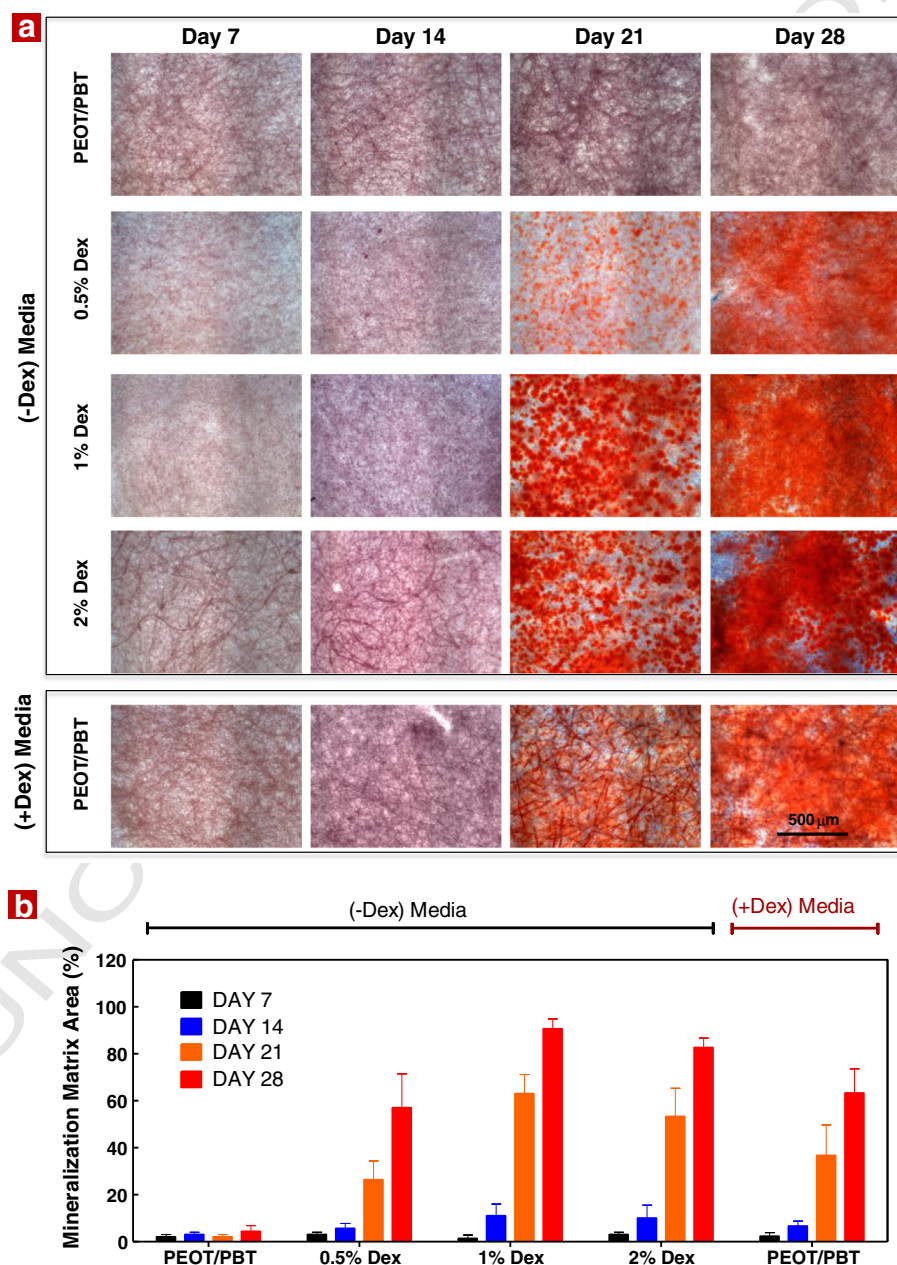 a
Day 7 Day 14 Day 21 Day 28
(-Dex) Media
PEOT/PBT
0.5% Dex
1% Dex
2% Dex
(+Dex) Media
PEOT/PBT
500 μm
b
(-Dex) Media (+Dex) Media
Mineralization Matrix Area (%)
120
100
80
60
40
20
0
DAY 7
DAY 14
DAY 21
DAY 28
PEOT/PBT 0.5% Dex 1% Dex 2% Dex PEOT/PBT
UNC